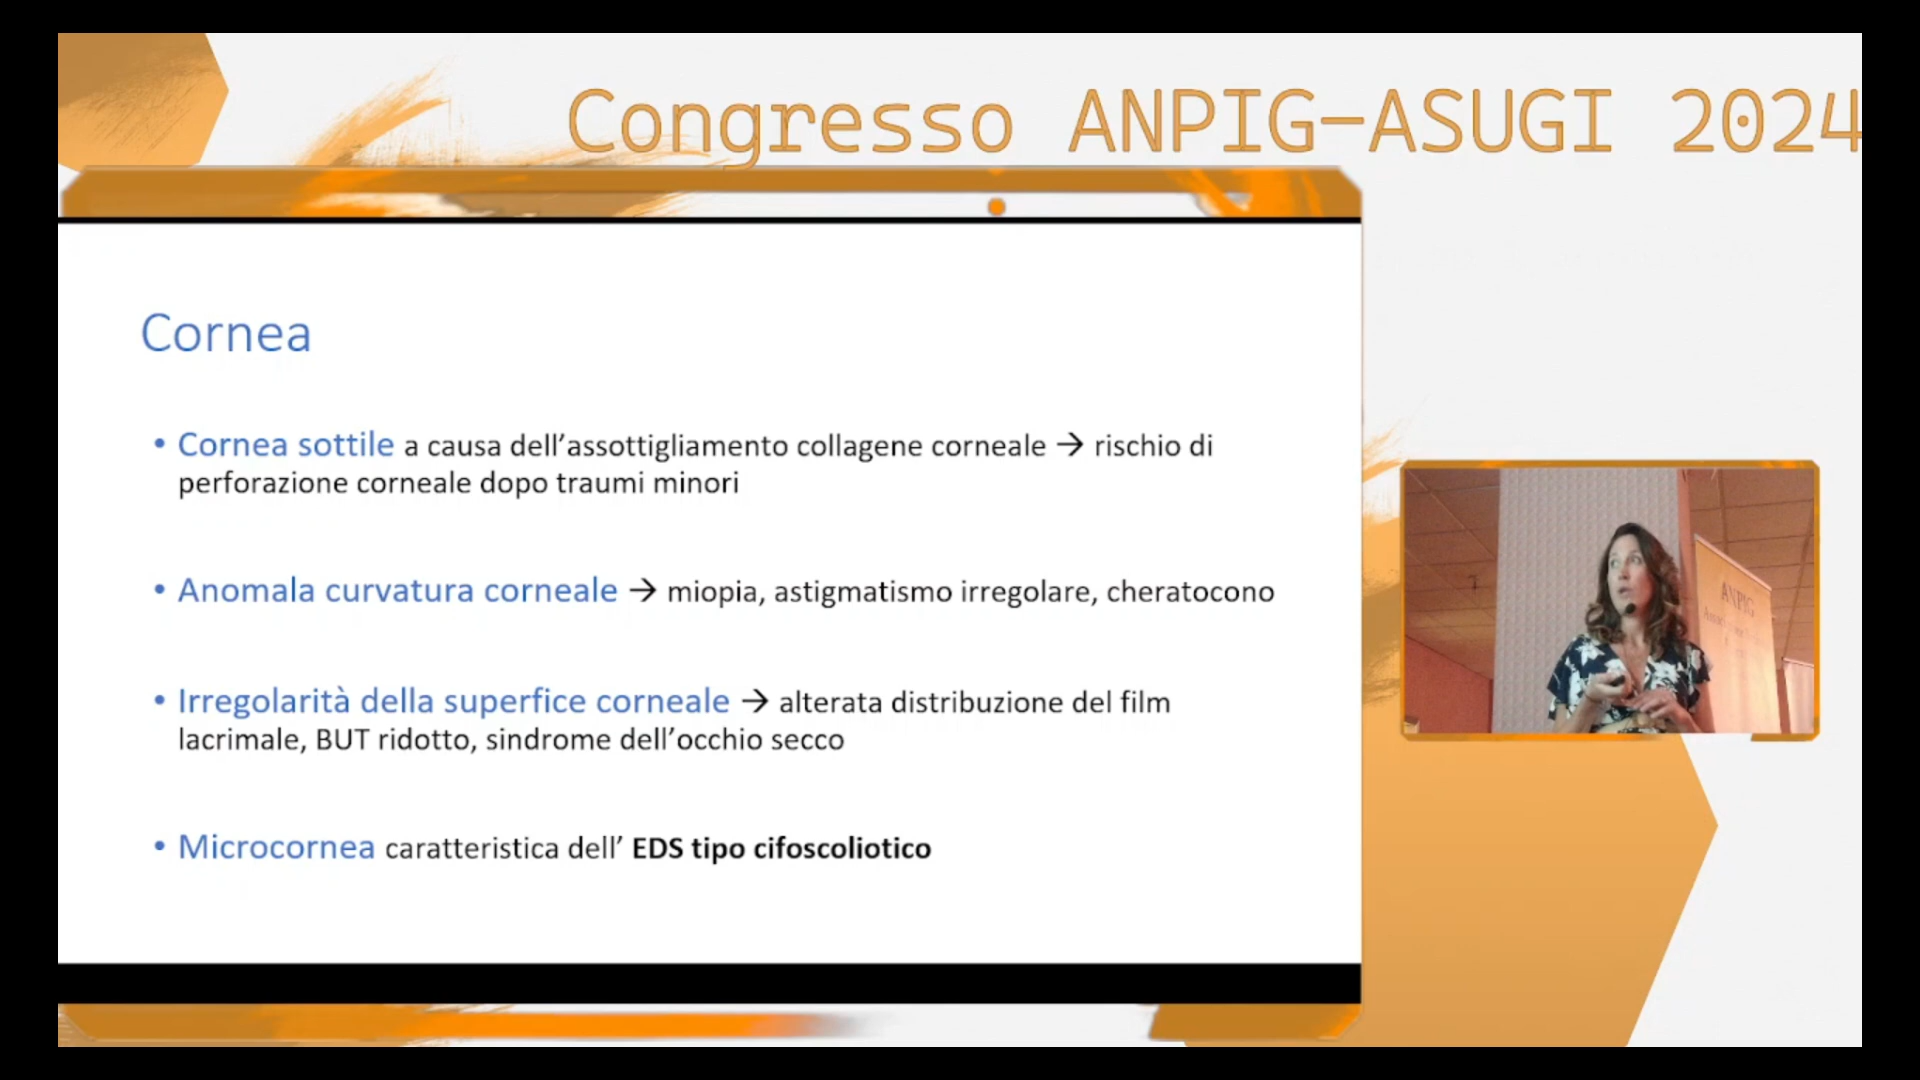 Congresso ANPIG-ASUGI 2024
Cornea
• Cornea sottile a causa dell’assottigliamento collagene corneale → rischio di
perforazione corneale dopo traumi minori
• Anomala curvatura corneale → miopia, astigmatismo irregolare, cheratocono
• Irregolarità della superfice corneale → alterata distribuzione del film
lacrimale, BUT ridotto, sindrome dell’occhio secco
• Microcornea caratteristica dell’ EDS tipo cifoscoliotico
ANPIG